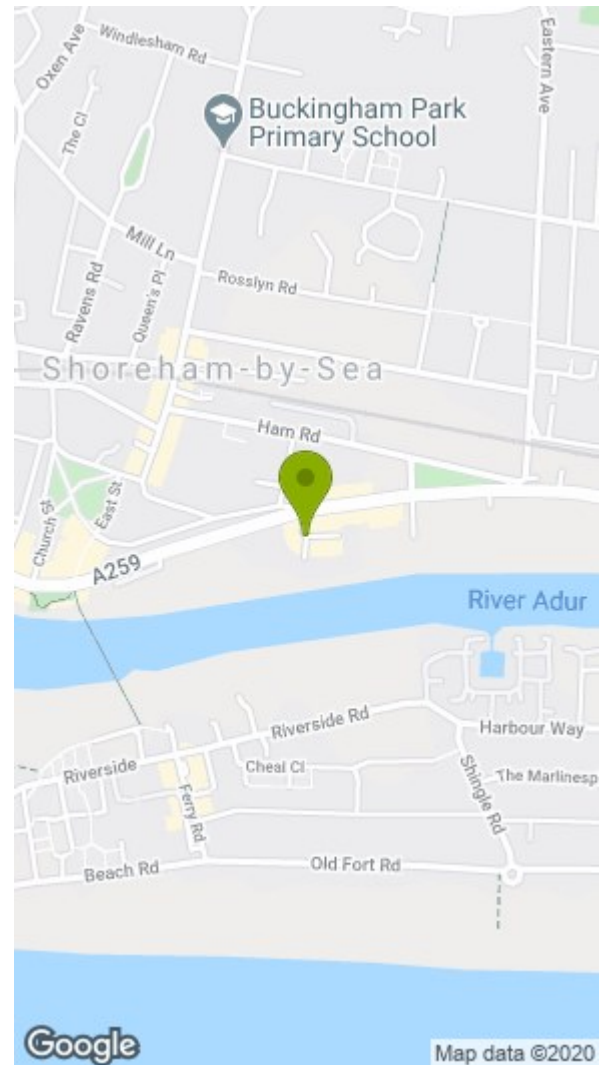 Windlesham Rd
Oxen Ave
Eastern Ave
Buckingham Park
Primary School
The Cl
Mill Ln
Ravens Rd
Queen's Pl
Rosslyn Rd
Shoreham-by-Sea
Ham Rd
East St
Church St
A259
River Adur
Riverside Rd
Harbour Way
Riverside
Cheal Cl
The Marlinesp
Ferry Rd
Shingle Rd
Beach Rd
Old Fort Rd
Google
Map data ©2020